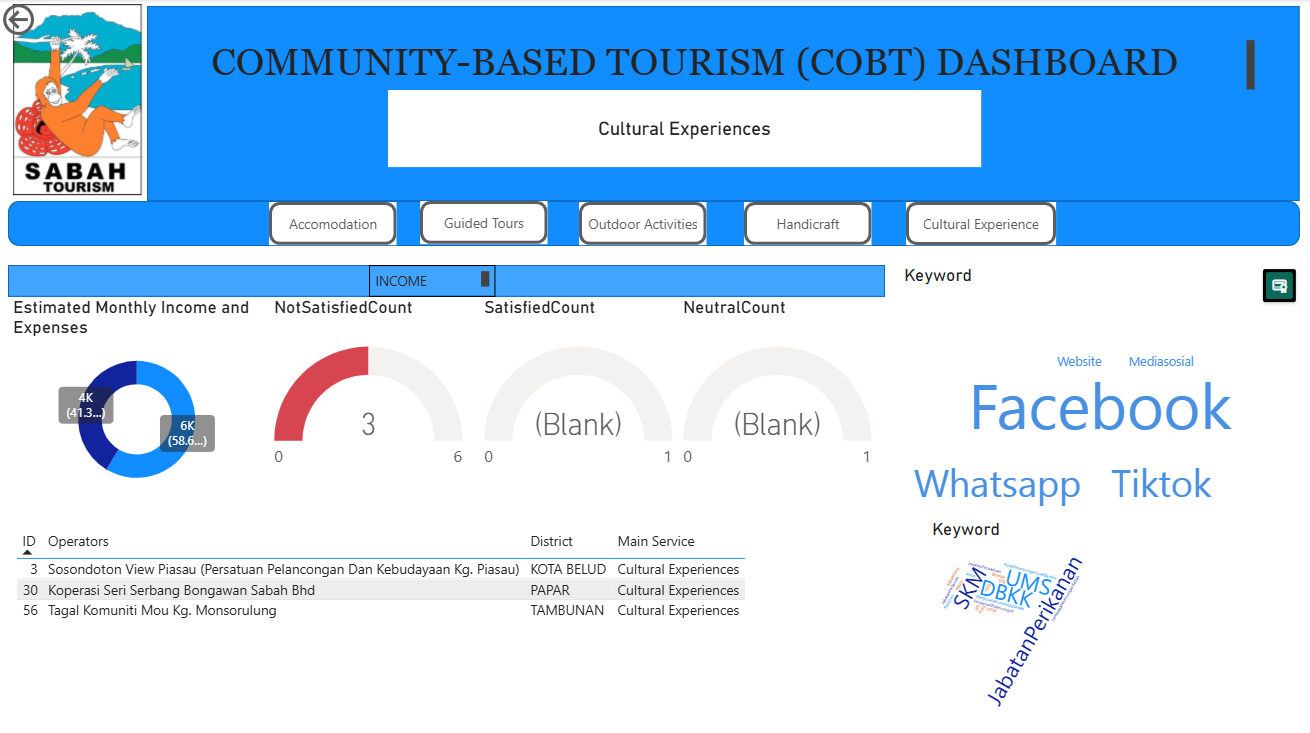 SABAH
TOURISM
COMMUNITY-BASED TOURISM (COBT) DASHBOARD
Cultural Experiences
Accomodation
Guided Tours
Outdoor Activities
Handicraft
Cultural Experience
INCOME
Estimated Monthly Income and
Expenses
4K
(41.3...)
6K
(58.6...)
NotSatisfiedCount
3
0
6
SatisfiedCount
(Blank)
0
1
NeutralCount
(Blank)
0
1
ID Operators District Main Service
3 Sosondoton View Piasau (Persatuan Pelancongan Dan Kebudayaan Kg. Piasau) KOTA BELUD Cultural Experiences
30 Koperasi Seri Serbang Bongawan Sabah Bhd PAPAR Cultural Experiences
56 Tagal Komuniti Mou Kg. Monsorulung TAMBUNAN Cultural Experiences
Keyword
Website
Mediasosial
Facebook
Whatsapp
Tiktok
Keyword
SKM
UMS
DBKK
JabatanPerikanan